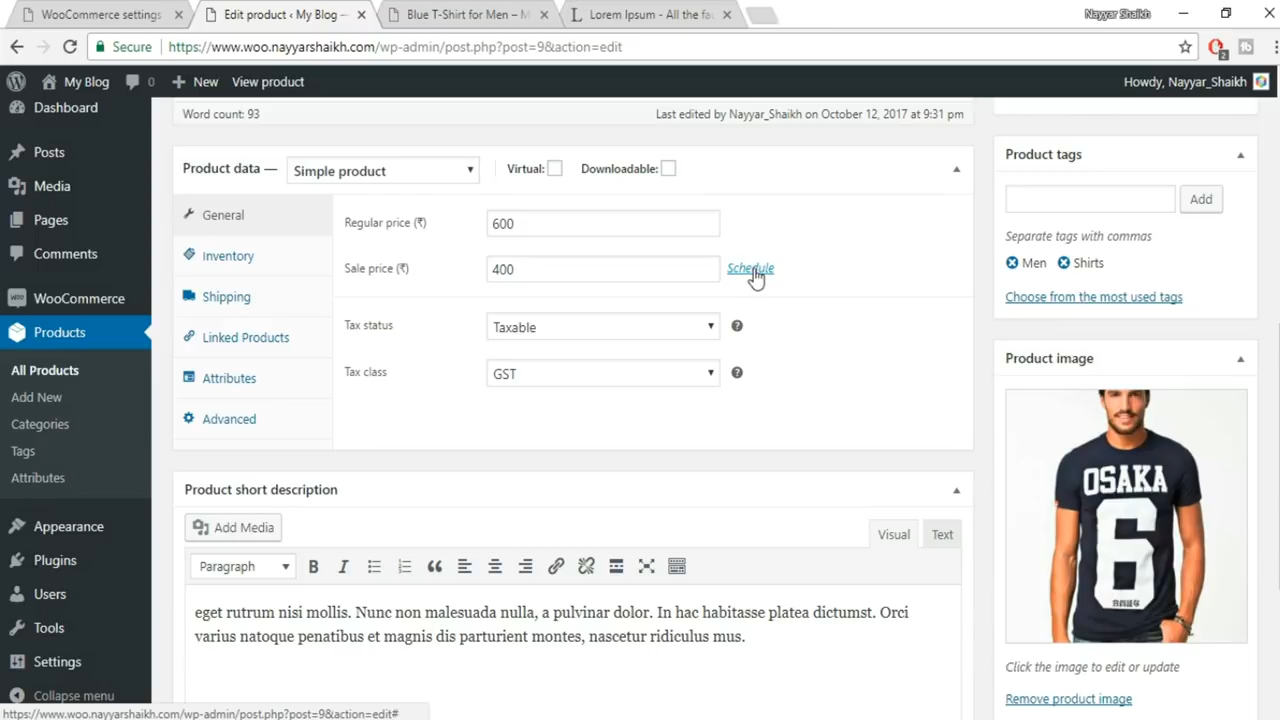 WooCommerce settings
Edit product ‹ My Blog —
Blue T-Shirt for Men – M
Lorem Ipsum - All the fa
Nayyar Shaikh
Secure
https://www.woo.nayyarshaikh.com/wp-admin/post.php?post=9&action=edit
2
My Blog
0
New
View product
Howdy, Nayyar_Shaikh
Dashboard
Posts
Media
Pages
Comments
WooCommerce
Products
All Products
Add New
Categories
Tags
Attributes
Appearance
Plugins
Users
Tools
Settings
Collapse menu
Word count: 93
Last edited by Nayyar_Shaikh on October 12, 2017 at 9:31 pm
Product data —
Simple product
Virtual:
Downloadable:
General
Inventory
Shipping
Linked Products
Attributes
Advanced
Regular price (₹)
600
Sale price (₹)
400
Schedule
Tax status
Taxable
Tax class
GST
Product short description
Add Media
Visual
Text
Paragraph
B
I
eget rutrum nisi mollis. Nunc non malesuada nulla, a pulvinar dolor. In hac habitasse platea dictumst. Orci
varius natoque penatibus et magnis dis parturient montes, nascetur ridiculus mus.
Product tags
Add
Separate tags with commas
Men
Shirts
Choose from the most used tags
Product image
OSAKA
6
Click the image to edit or update
Remove product image
https://www.woo.nayyarshaikh.com/wp-admin/post.php?post=9&action=edit#